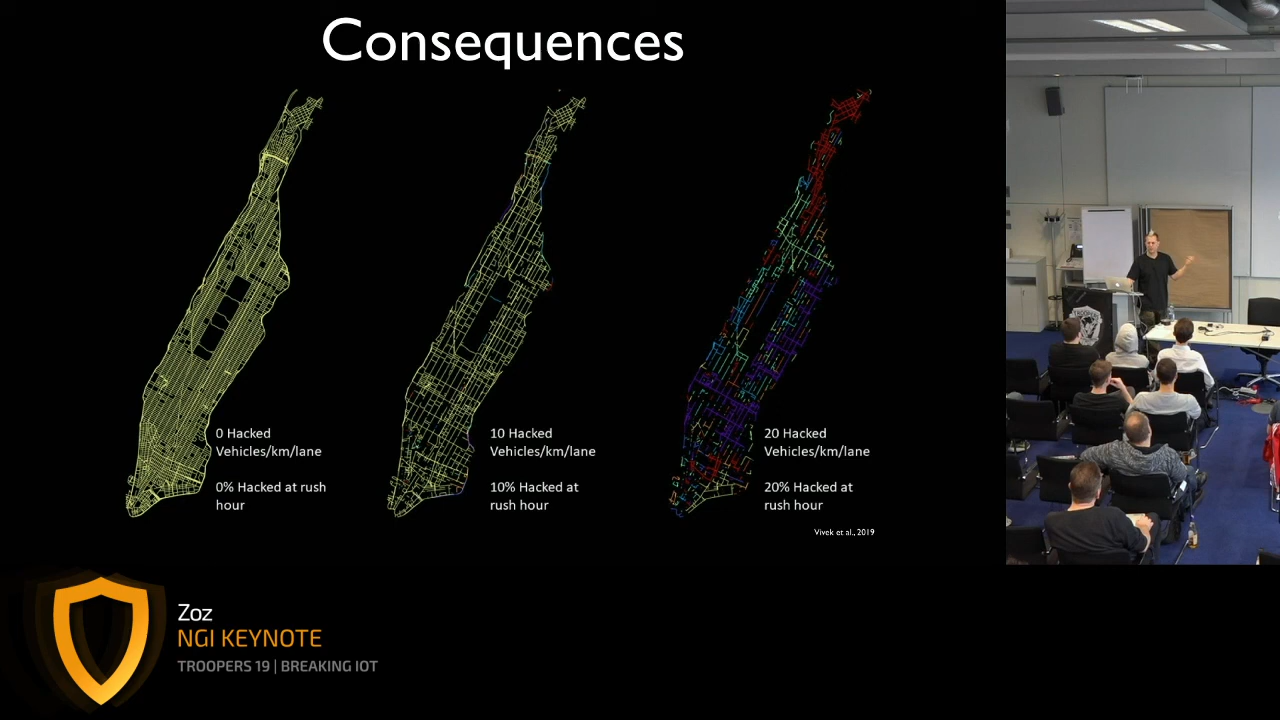 Consequences
0 Hacked
Vehicles/km/lane
0% Hacked at rush
hour
10 Hacked
Vehicles/km/lane
10% Hacked at
rush hour
20 Hacked
Vehicles/km/lane
20% Hacked at
rush hour
Vivek et al., 2019
Zoz
NGI KEYNOTE
TROOPERS 19 | BREAKING IOT